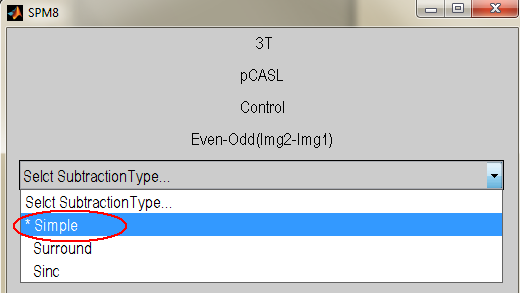 SPM8
3T
pCASL
Control
Even-Odd(Img2-Img1)
Selct SubtractionType...
Selct SubtractionType...
* Simple
Surround
Sinc